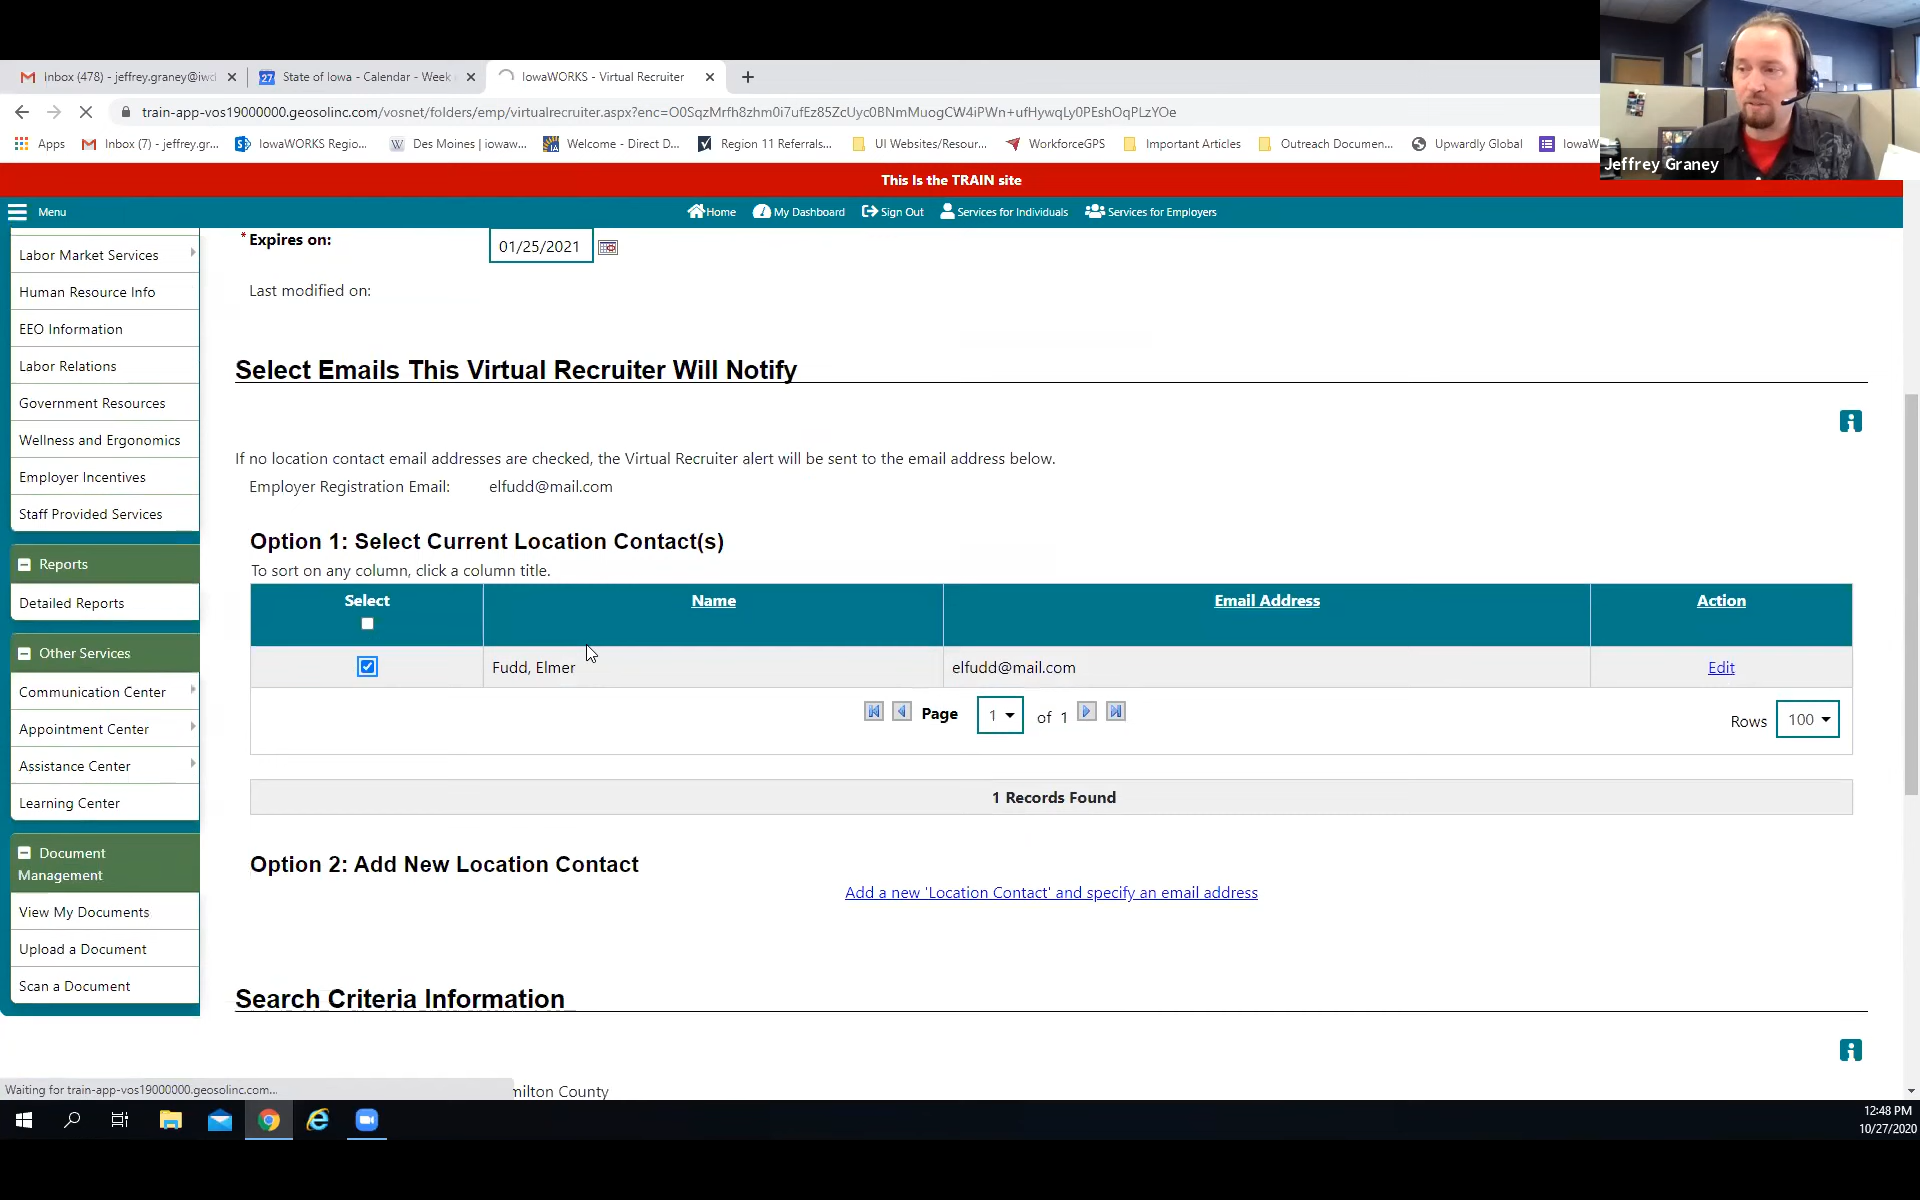 Inbox (478) - jeffrey.graney@iwd
State of Iowa - Calendar - Week
IowaWORKS - Virtual Recruiter
train-app-vos19000000.geosolinc.com/vosnet/folders/emp/virtualrecruiter.aspx?enc=O0SqzMrfh8zhm0i7ufEz85ZcUyc0BNmMuogCW4iPWn+ufHywqLy0PEshOqPLzYOe
Apps
Inbox (7) - jeffrey.gr...
IowaWORKS Regio...
Des Moines | iowaw...
Welcome - Direct D...
Region 11 Referrals...
UI Websites/Resour...
WorkforceGPS
Important Articles
Outreach Documen...
Upwardly Global
IowaW
Jeffrey Graney
This Is the TRAIN site
Menu
Home
My Dashboard
Sign Out
Services for Individuals
Services for Employers
Labor Market Services
Human Resource Info
EEO Information
Labor Relations
Government Resources
Wellness and Ergonomics
Employer Incentives
Staff Provided Services
Reports
Detailed Reports
Other Services
Communication Center
Appointment Center
Assistance Center
Learning Center
Document
Management
View My Documents
Upload a Document
Scan a Document
* Expires on: 01/25/2021
Last modified on:
Select Emails This Virtual Recruiter Will Notify
If no location contact email addresses are checked, the Virtual Recruiter alert will be sent to the email address below.
Employer Registration Email: elfudd@mail.com
Option 1: Select Current Location Contact(s)
To sort on any column, click a column title.
Select Name Email Address Action
Fudd, Elmer elfudd@mail.com Edit
Page 1 of 1
Rows 100
1 Records Found
Option 2: Add New Location Contact
Add a new 'Location Contact' and specify an email address
Search Criteria Information
milton County
Waiting for train-app-vos19000000.geosolinc.com...
12:48 PM
10/27/2020